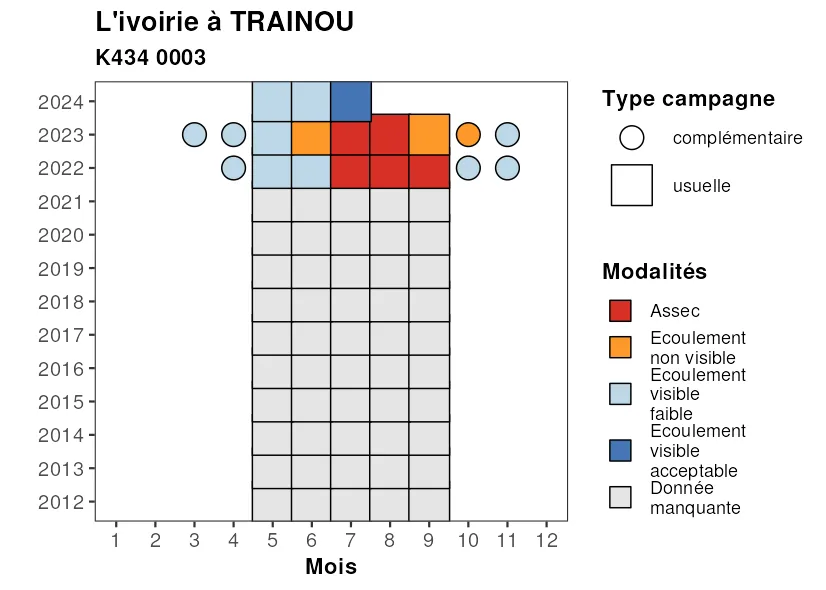 L'ivoirie à TRAINOU
K434 0003
2024
2023
2022
2021
2020
2019
2018
2017
2016
2015
2014
2013
2012
1 2 3 4 5 6 7 8 9 10 11 12
Mois
Type campagne
complémentaire
usuelle
Modalités
Assec
Ecoulement
non visible
Ecoulement
visible
faible
Ecoulement
visible
acceptable
Donnée
manquante